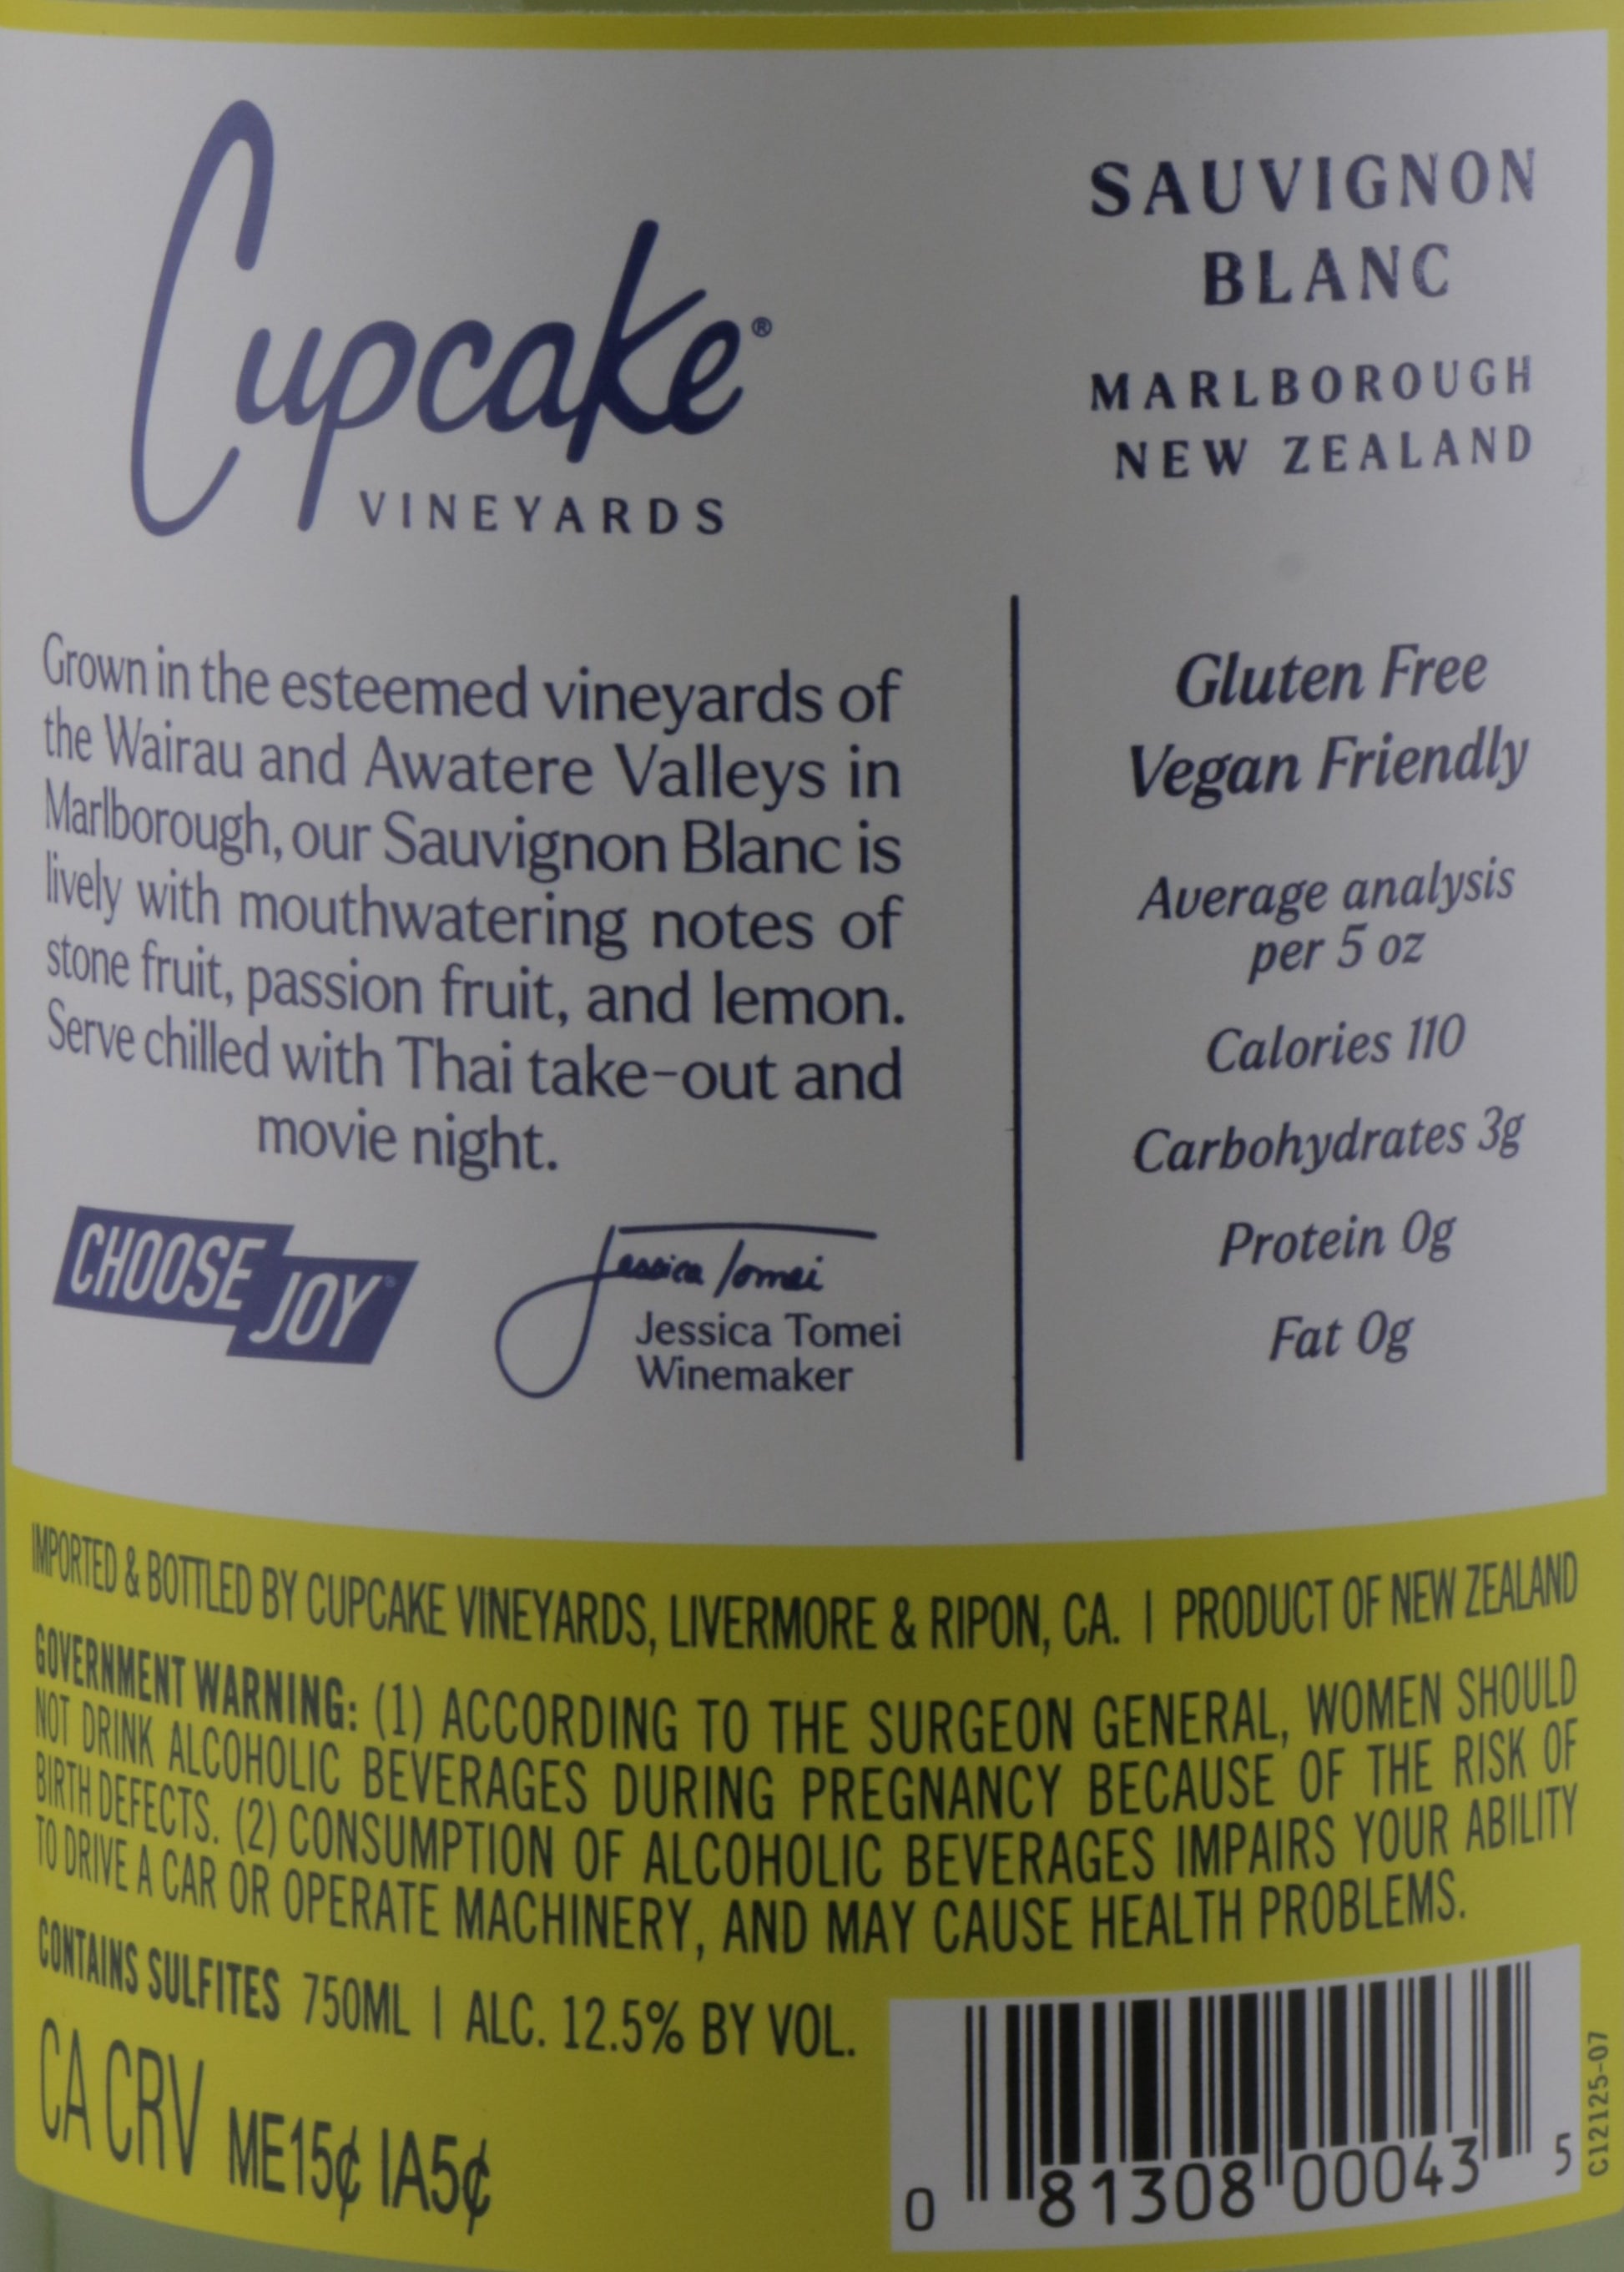 Cupcake®
VINEYARDS
SAUVIGNON
BLANC
MARLBOROUGH
NEW ZEALAND
Grown in the esteemed vineyards of
the Wairau and Awatere Valleys in
Marlborough, our Sauvignon Blanc is
lively with mouthwatering notes of
stone fruit, passion fruit, and lemon.
Serve chilled with Thai take-out and
movie night.
CHOOSE
JOY
Jessica Tomei
Jessica Tomei
Winemaker
Gluten Free
Vegan Friendly
Average analysis
per 5 oz
Calories 110
Carbohydrates 3g
Protein 0g
Fat 0g
IMPORTED & BOTTLED BY CUPCAKE VINEYARDS, LIVERMORE & RIPON, CA. | PRODUCT OF NEW ZEALAND
GOVERNMENT WARNING: (1) ACCORDING TO THE SURGEON GENERAL, WOMEN SHOULD
NOT DRINK ALCOHOLIC BEVERAGES DURING PREGNANCY BECAUSE OF THE RISK OF
BIRTH DEFECTS. (2) CONSUMPTION OF ALCOHOLIC BEVERAGES IMPAIRS YOUR ABILITY
TO DRIVE A CAR OR OPERATE MACHINERY, AND MAY CAUSE HEALTH PROBLEMS.
CONTAINS SULFITES 750ML | ALC. 12.5% BY VOL.
CA CRV ME15¢ IA5¢
0 81308 00043 5
C12125-07